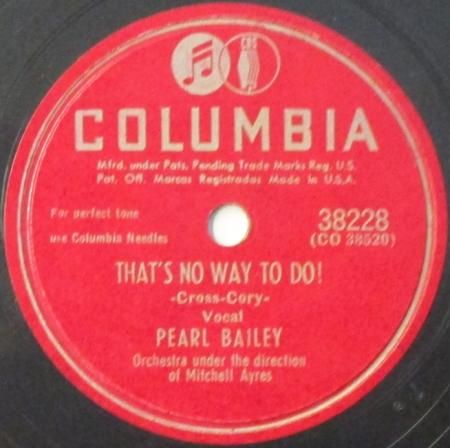 CBS
COLUMBIA
Mfrd. under Pats. Pending Trade Marks Reg. U.S.
Pat. Off. Marcas Registradas Made in U.S.A.
For perfect tone
use Columbia Needles
38228
(CO 38520)
THAT'S NO WAY TO DO!
-Cross-Cory-
Vocal
PEARL BAILEY
Orchestra under the direction
of Mitchell Ayres